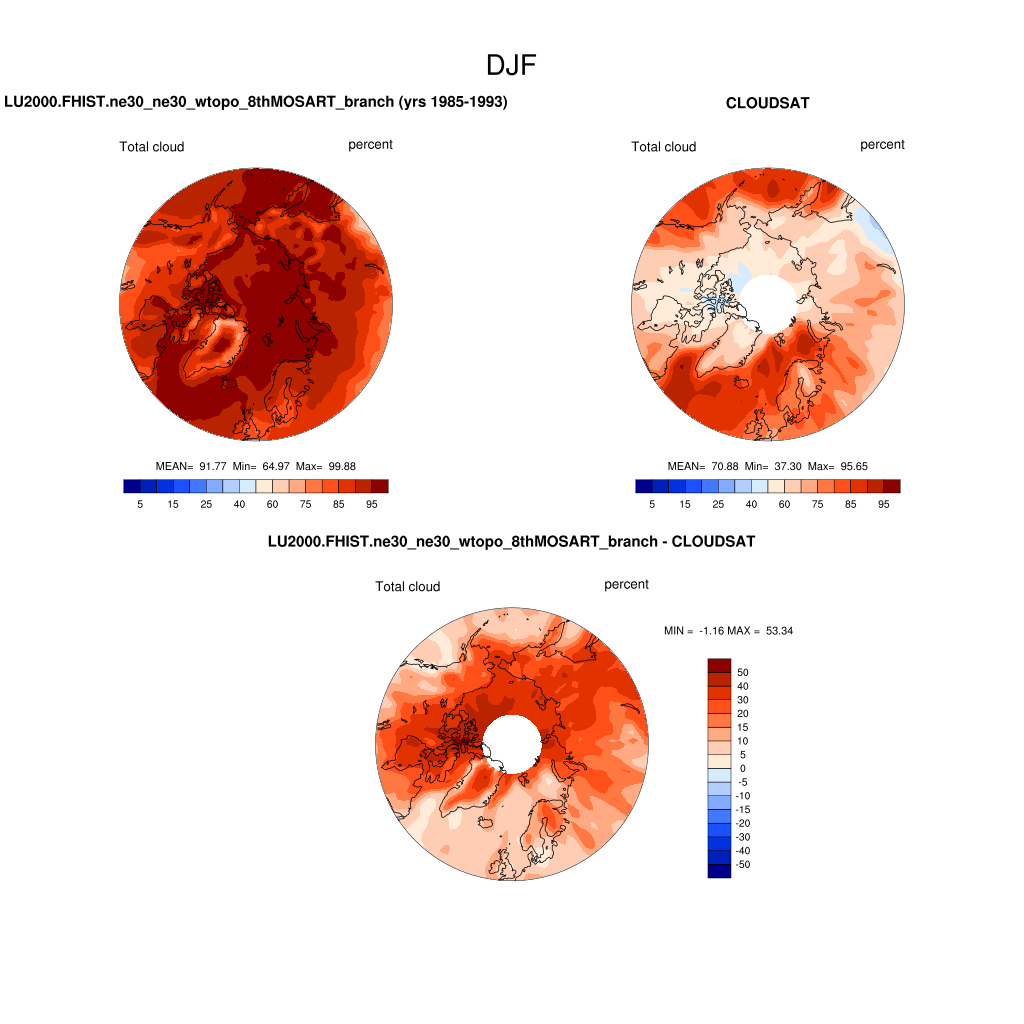 DJF
LU2000.FHIST.ne30_ne30_wtopo_8thMOSART_branch (yrs 1985-1993)
CLOUDSAT
Total cloud
percent
Total cloud
percent
MEAN= 91.77 Min= 64.97 Max= 99.88
MEAN= 70.88 Min= 37.30 Max= 95.65
5 15 25 40 60 75 85 95
5 15 25 40 60 75 85 95
LU2000.FHIST.ne30_ne30_wtopo_8thMOSART_branch - CLOUDSAT
Total cloud
percent
MIN = -1.16 MAX = 53.34
50
40
30
20
15
10
5
0
-5
-10
-15
-20
-30
-40
-50